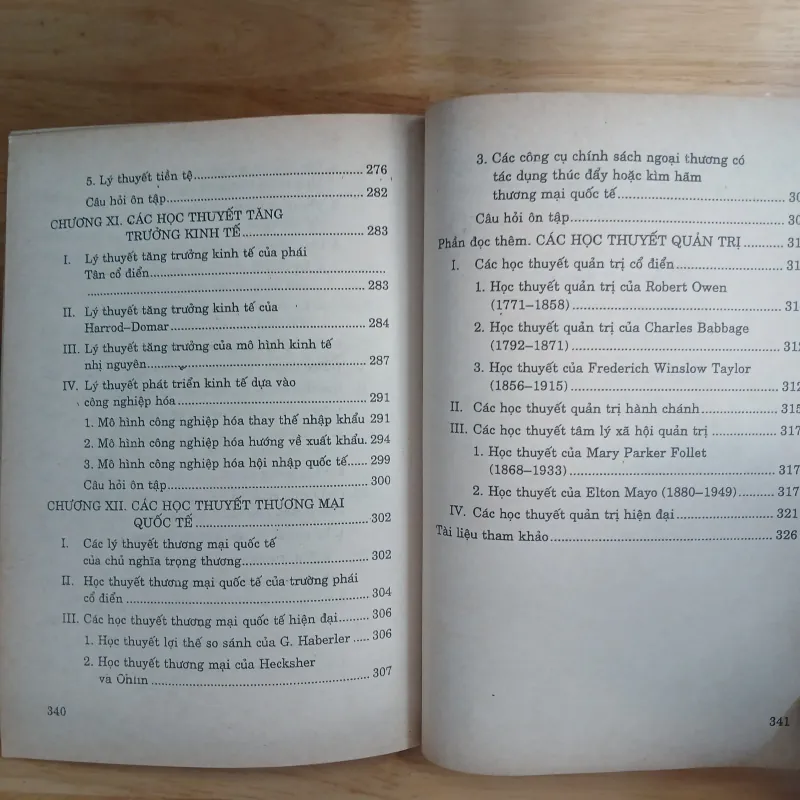 5. Lý thuyết tiền tệ ........................................ 276
Câu hỏi ôn tập ........................................ 282
CHƯƠNG XI. CÁC HỌC THUYẾT TĂNG
TRƯỞNG KINH TẾ ........................................ 283
I. Lý thuyết tăng trưởng kinh tế của phái
Tân cổ điển ........................................
........................................ 283
II. Lý thuyết tăng trưởng kinh tế của
Harrod–Domar ........................................ 284
III. Lý thuyết tăng trưởng của mô hình kinh tế
nhị nguyên ........................................ 287
IV. Lý thuyết phát triển kinh tế dựa vào
công nghiệp hóa ........................................ 291
1. Mô hình công nghiệp hóa thay thế nhập khẩu 291
2. Mô hình công nghiệp hóa hướng về xuất khẩu. 294
3. Mô hình công nghiệp hóa hội nhập quốc tế...... 299
Câu hỏi ôn tập ........................................ 300
CHƯƠNG XII. CÁC HỌC THUYẾT THƯƠNG MẠI
QUỐC TẾ ........................................ 302
I. Các lý thuyết thương mại quốc tế
của chủ nghĩa trọng thương ........................................ 302
II. Học thuyết thương mại quốc tế của trường phái
cổ điển ........................................ 304
III. Các học thuyết thương mại quốc tế hiện đại ......... 306
1. Học thuyết lợi thế so sánh của G. Haberler ..... 306
2. Học thuyết thương mại của Hecksher
và Ohlin ........................................ 307
340
3. Các công cụ chính sách ngoại thương có
tác dụng thúc đẩy hoặc kìm hãm
thương mại quốc tế ........................................
Câu hỏi ôn tập ........................................
Phần đọc thêm. CÁC HỌC THUYẾT QUẢN TRỊ ..........
I. Các học thuyết quản trị cổ điển ........................................
1. Học thuyết quản trị của Robert Owen
(1771–1858) ........................................
2. Học thuyết quản trị của Charles Babbage
(1792–1871) ........................................
3. Học thuyết của Frederich Winslow Taylor
(1856–1915) ........................................ 312
II. Các học thuyết quản trị hành chánh .................... 315
III. Các học thuyết tâm lý xã hội quản trị .................. 317
1. Học thuyết của Mary Parker Follet
(1868–1933) ........................................ 317
2. Học thuyết của Elton Mayo (1880–1949) ......... 317
IV. Các học thuyết quản trị hiện đại ......................... 321
Tài liệu tham khảo ........................................ 326
341